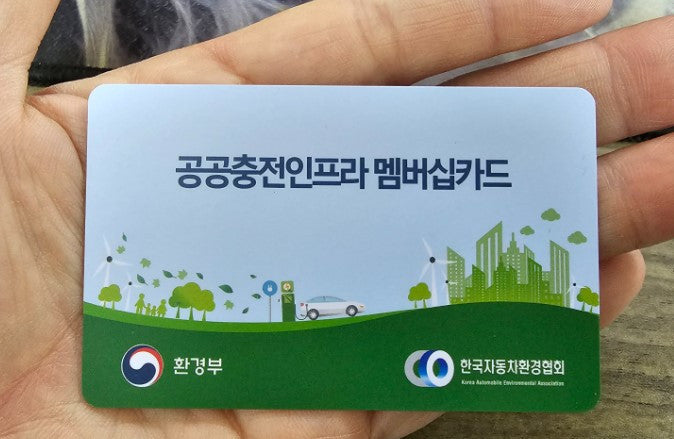 공공충전인프라 멤버십카드
환경부
한국자동차환경협회
Korea Automobile Environmental Association